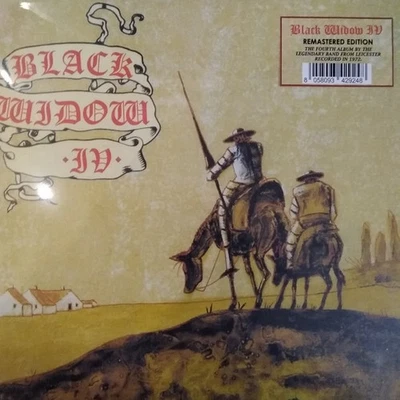 BLACK
WIDOW
·IV·
Black Widow IV
REMASTERED EDITION
THE FOURTH ALBUM BY THE
LEGENDARY BAND FROM LEICESTER
RECORDED IN 1972.
8 058093 429246